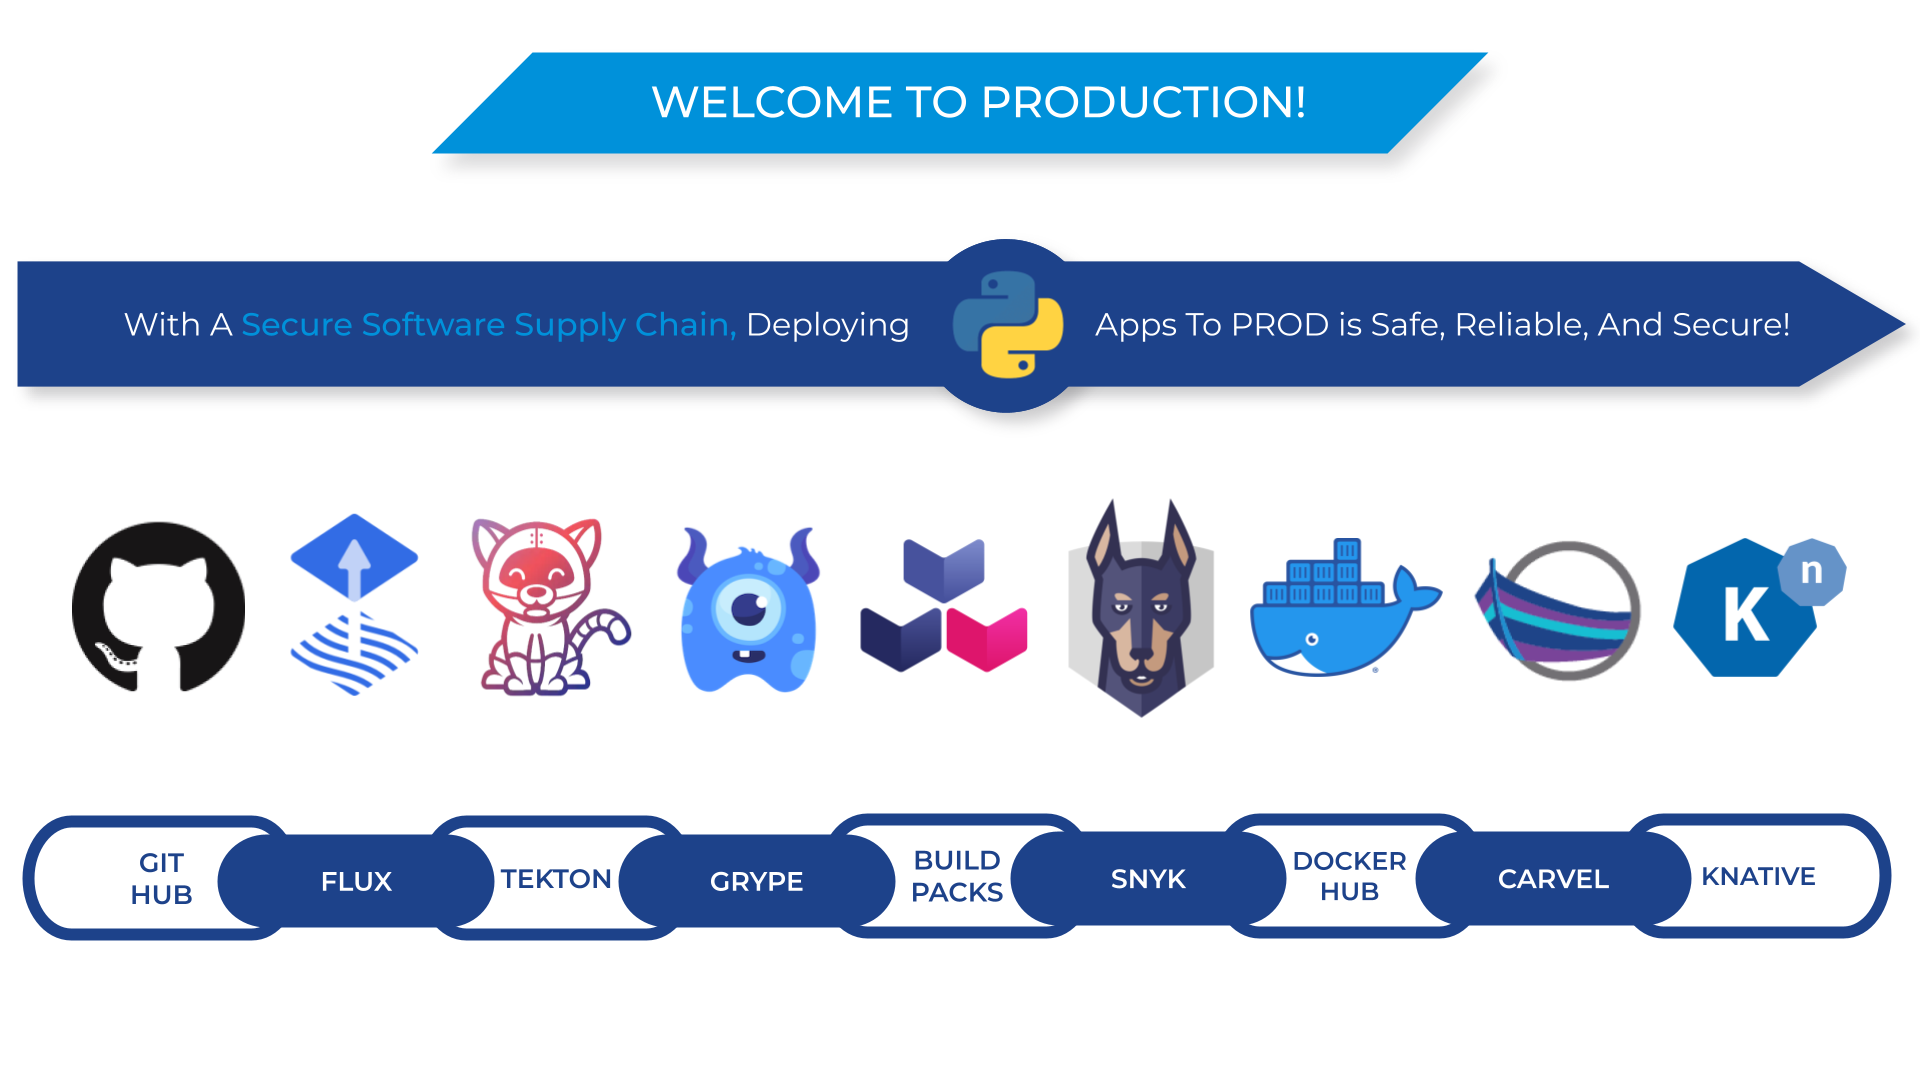 WELCOME TO PRODUCTION!
With A Secure Software Supply Chain, Deploying Apps To PROD is Safe, Reliable, And Secure!
K n
GIT
HUB
FLUX
TEKTON
GRYPE
BUILD
PACKS
SNYK
DOCKER
HUB
CARVEL
KNATIVE